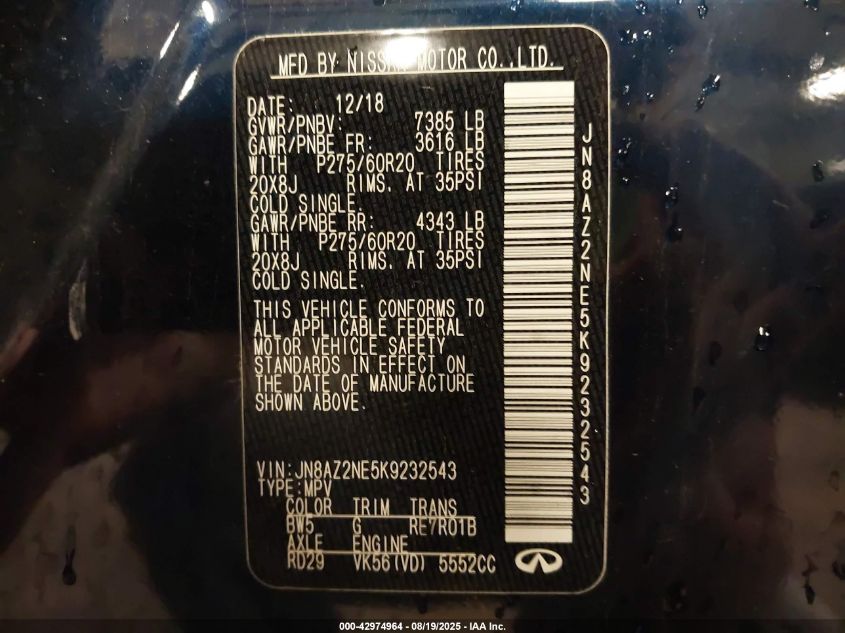 MFD BY NISSAN MOTOR CO.,LTD.
DATE: 12/18
GVWR/PNBV: 7385 LB
GAWR/PNBE FR: 3616 LB
WITH P275/60R20 TIRES
20X8J RIMS. AT 35PSI
COLD SINGLE.
GAWR/PNBE RR: 4343 LB
WITH P275/60R20 TIRES
20X8J RIMS. AT 35PSI
COLD SINGLE.
THIS VEHICLE CONFORMS TO
ALL APPLICABLE FEDERAL
MOTOR VEHICLE SAFETY
STANDARDS IN EFFECT ON
THE DATE OF MANUFACTURE
SHOWN ABOVE.
VIN:JN8AZ2NE5K9232543
TYPE:MPV
COLOR TRIM TRANS
BW5 G RE7R01B
AXLE ENGINE
RD29 VK56(VD) 5552CC
JN8AZ2NE5K9232543
000-42974964 - 08/19/2025 - IAA Inc.